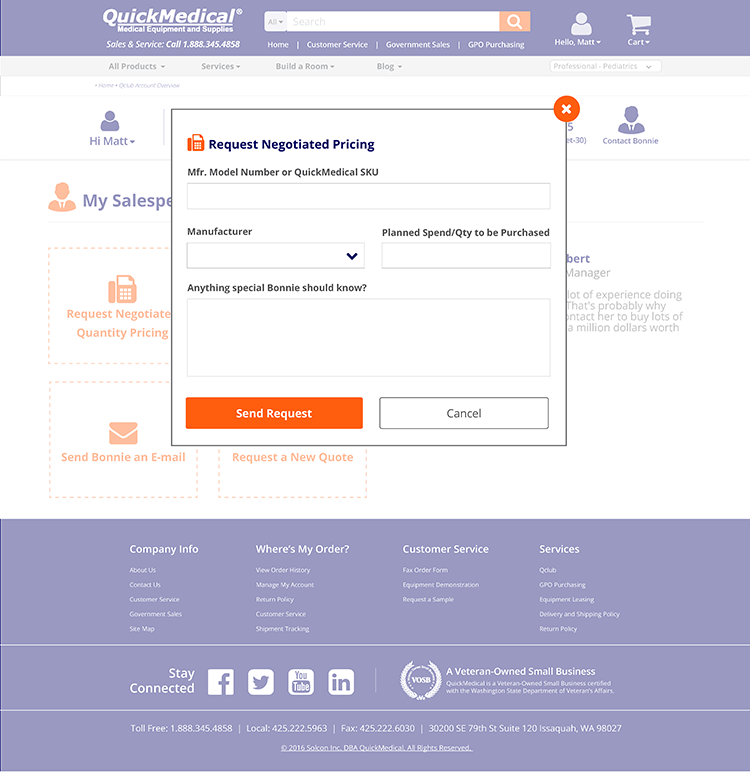 QuickMedical®
Medical Equipment and Supplies
Sales & Service: Call 1.888.345.4858
All
Search
Home | Customer Service | Government Sales | GPO Purchasing
Hello, Matt
Cart
All Products
Services
Build a Room
Blog
Professional - Pediatrics
• Home • Qclub Account Overview
Hi Matt
5
et-30)
Contact Bonnie
My Salespe
Request Negotiate
Quantity Pricing
Send Bonnie an E-mail
Request a New Quote
bert
Manager
lot of experience doing
That's probably why
ontact her to buy lots of
a million dollars worth
Request Negotiated Pricing
Mfr. Model Number or QuickMedical SKU
Manufacturer
Planned Spend/Qty to be Purchased
Anything special Bonnie should know?
Send Request
Cancel
Company Info
About Us
Contact Us
Customer Service
Government Sales
Site Map
Where's My Order?
View Order History
Manage My Account
Return Policy
Customer Service
Shipment Tracking
Customer Service
Fax Order Form
Equipment Demonstration
Request a Sample
Services
Qclub
GPO Purchasing
Equipment Leasing
Delivery and Shipping Policy
Return Policy
Stay
Connected
You
Tube
in
VOSB
A Veteran-Owned Small Business
QuickMedical is a Veteran-Owned Small Business certified
with the Washington State Department of Veteran's Affairs.
Toll Free: 1.888.345.4858 | Local: 425.222.5963 | Fax: 425.222.6030 | 30200 SE 79th St Suite 120 Issaquah, WA 98027
© 2016 Solcon Inc. DBA QuickMedical. All Rights Reserved.